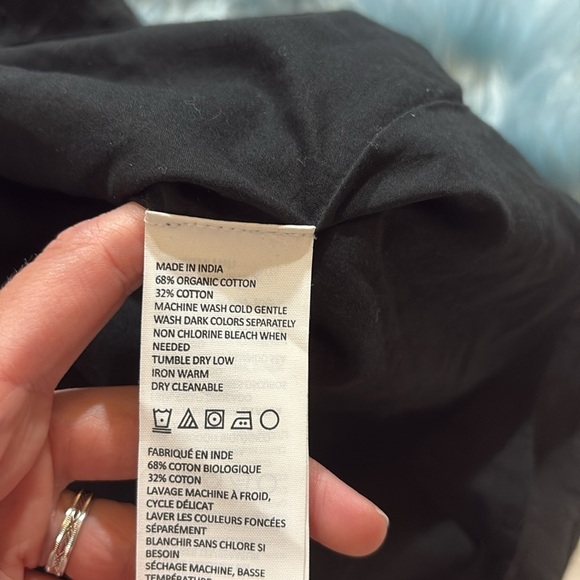 MADE IN INDIA
68% ORGANIC COTTON
32% COTTON
MACHINE WASH COLD GENTLE
WASH DARK COLORS SEPARATELY
NON CHLORINE BLEACH WHEN
NEEDED
TUMBLE DRY LOW
IRON WARM
DRY CLEANABLE
FABRIQUÉ EN INDE
68% COTON BIOLOGIQUE
32% COTON
LAVAGE MACHINE À FROID,
CYCLE DÉLICAT
LAVER LES COULEURS FONCÉES
SÉPARÉMENT
BLANCHIR SANS CHLORE SI
BESOIN
SÉCHAGE MACHINE, BASSE
TEMPÉRATURE